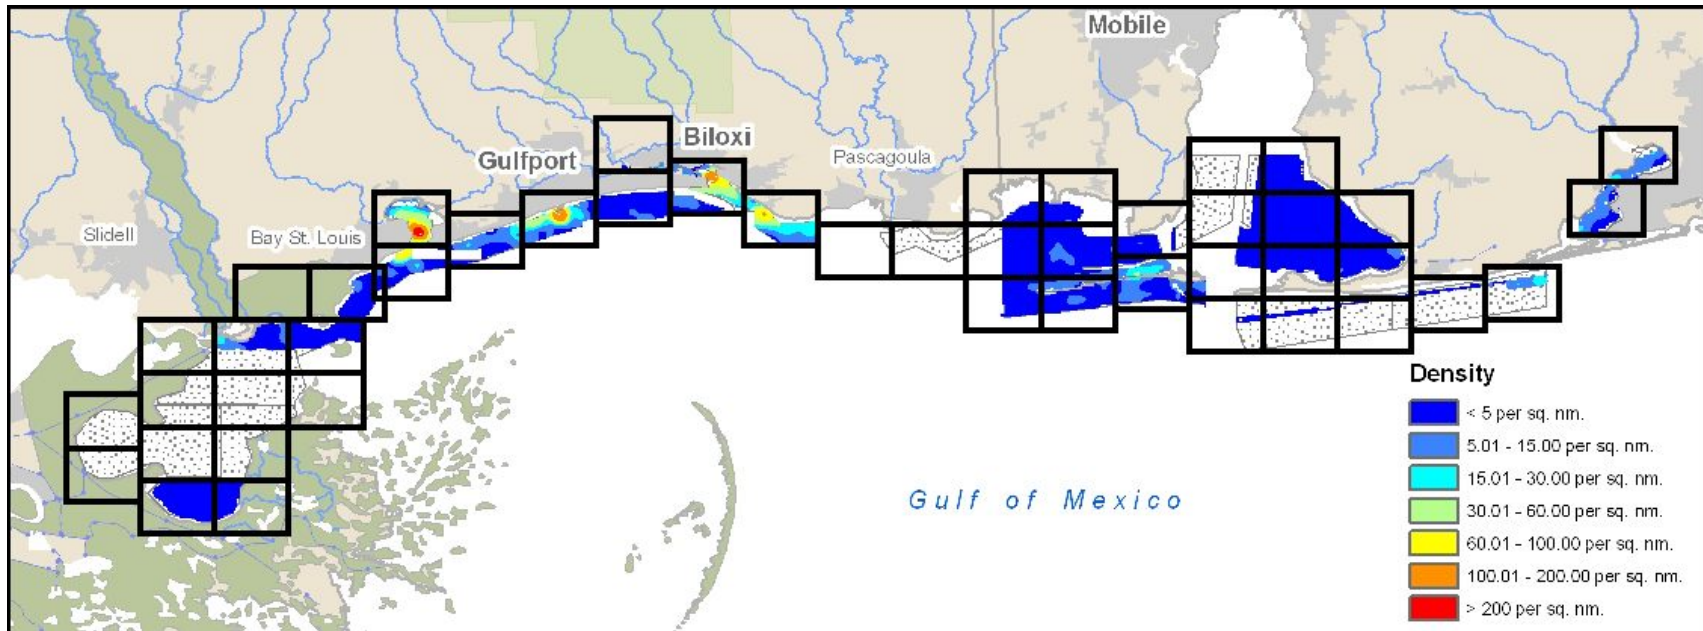 Mobile
Biloxi
Gulfport
Pascagoula
Slidell
Bay St. Louis
Gulf of Mexico
Density
< 5 per sq. nm.
5.01 - 15.00 per sq. nm.
15.01 - 30.00 per sq. nm.
30.01 - 60.00 per sq. nm.
60.01 - 100.00 per sq. nm.
100.01 - 200.00 per sq. nm.
> 200 per sq. nm.